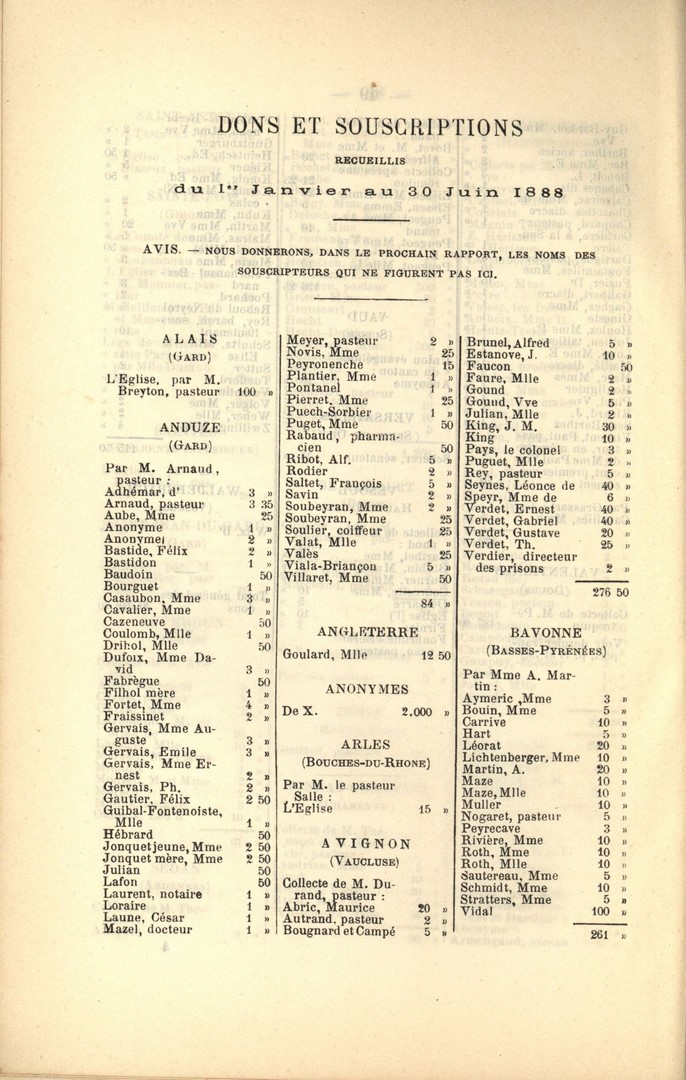 DONS ET SOUSCRIPTIONS
RECUEILLIS
du 1er Janvier au 30 Juin 1888
AVIS. — NOUS DONNERONS, DANS LE PROCHAIN RAPPORT, LES NOMS DES
SOUSCRIPTEURS QUI NE FIGURENT PAS ICI.
ALAIS
(GARD)
L'Eglise, par M.
Breyton, pasteur 100 »
ANDUZE
(GARD)
Par M. Arnaud,
pasteur :
Adhémar, d' 3 »
Arnaud, pasteur 3 35
Aube, Mme 25
Anonyme 1 »
Anonymei 2 »
Bastide, Félix 2 »
Bastidon 1 »
Baudoin 50
Bourguet 1 »
Casaubon, Mme 3 »
Cavalier, Mme 1 »
Cazeneuve 50
Coulomb, Mlle 1 »
Drihol, Mlle 50
Dufoix, Mme Da-
vid 3 »
Fabrègue 50
Filhol mère 1 »
Fortet, Mme 4 »
Fraissinet 2 »
Gervais, Mme Au-
guste 3 »
Gervais, Emile 3 »
Gervais, Mme Er-
nest 2 »
Gervais, Ph. 2 »
Gautier, Félix 2 50
Guibal-Fontenoiste,
Mlle 1 »
Hébrard 50
Jonquet jeune, Mme 2 50
Jonquet mère, Mme 2 50
Julian 50
Lafon 50
Laurent, notaire 1 »
Loraire 1 »
Laune, César 1 »
Mazel, docteur 1 »
Meyer, pasteur 2 »
Novis, Mme 25
Peyronenche 15
Plantier, Mme 1 »
Pontanel 1 »
Pierret, Mme 25
Puech-Sorbier 1 »
Puget, Mme 50
Rabaud, pharma-
cien 50
Ribot, Alf. 5 »
Rodier 2 »
Saltet, François 5 »
Savin 2 »
Soubeyran, Mme 2 »
Soubeyran, Mme 25
Soulier, coiffeur 25
Valat, Mlle 1 »
Valès 25
Viala-Briançon 5 »
Villaret, Mme 50
84 »
ANGLETERRE
Goulard, Mlle 12 50
ANONYMES
De X. 2.000 »
ARLES
(BOUCHES-DU-RHONE)
Par M. le pasteur
Salle :
L'Eglise 15 »
AVIGNON
(VAUCLUSE)
Collecte de M. Du-
rand, pasteur :
Abric, Maurice 20 »
Autrand, pasteur 2 »
Bougnard et Campé 5 »
Brunel, Alfred 5 »
Estanove, J. 10 »
Faucon 50
Faure, Mlle 2 »
Gound 2 »
Gound, Vve 5 »
Julian, Mlle 2 »
King, J. M. 30 »
King 10 »
Pays, le colonel 3 »
Puguet, Mlle 2 »
Rey, pasteur 5 »
Seynes, Léonce de 40 »
Speyr, Mme de 6 »
Verdet, Ernest 40 »
Verdet, Gabriel 40 »
Verdet, Gustave 20 »
Verdet, Th. 25 »
Verdier, directeur
des prisons 2 »
276 50
BAVONNE
(BASSES-PYRÉNÉES)
Par Mme A. Mar-
tin :
Aymeric ,Mme 3 »
Bouin, Mme 5 »
Carrive 10 »
Hart 5 »
Léorat 20 »
Lichtenberger, Mme 10 »
Martin, A. 20 »
Maze 10 »
Maze, Mlle 10 »
Muller 10 »
Nogaret, pasteur 5 »
Peyrecave 3 »
Rivière, Mme 10 »
Roth, Mme 10 »
Roth, Mlle 10 »
Sautereau, Mme 5 »
Schmidt, Mme 10 »
Stratters, Mme 5 »
Vidal 100 »
261 »